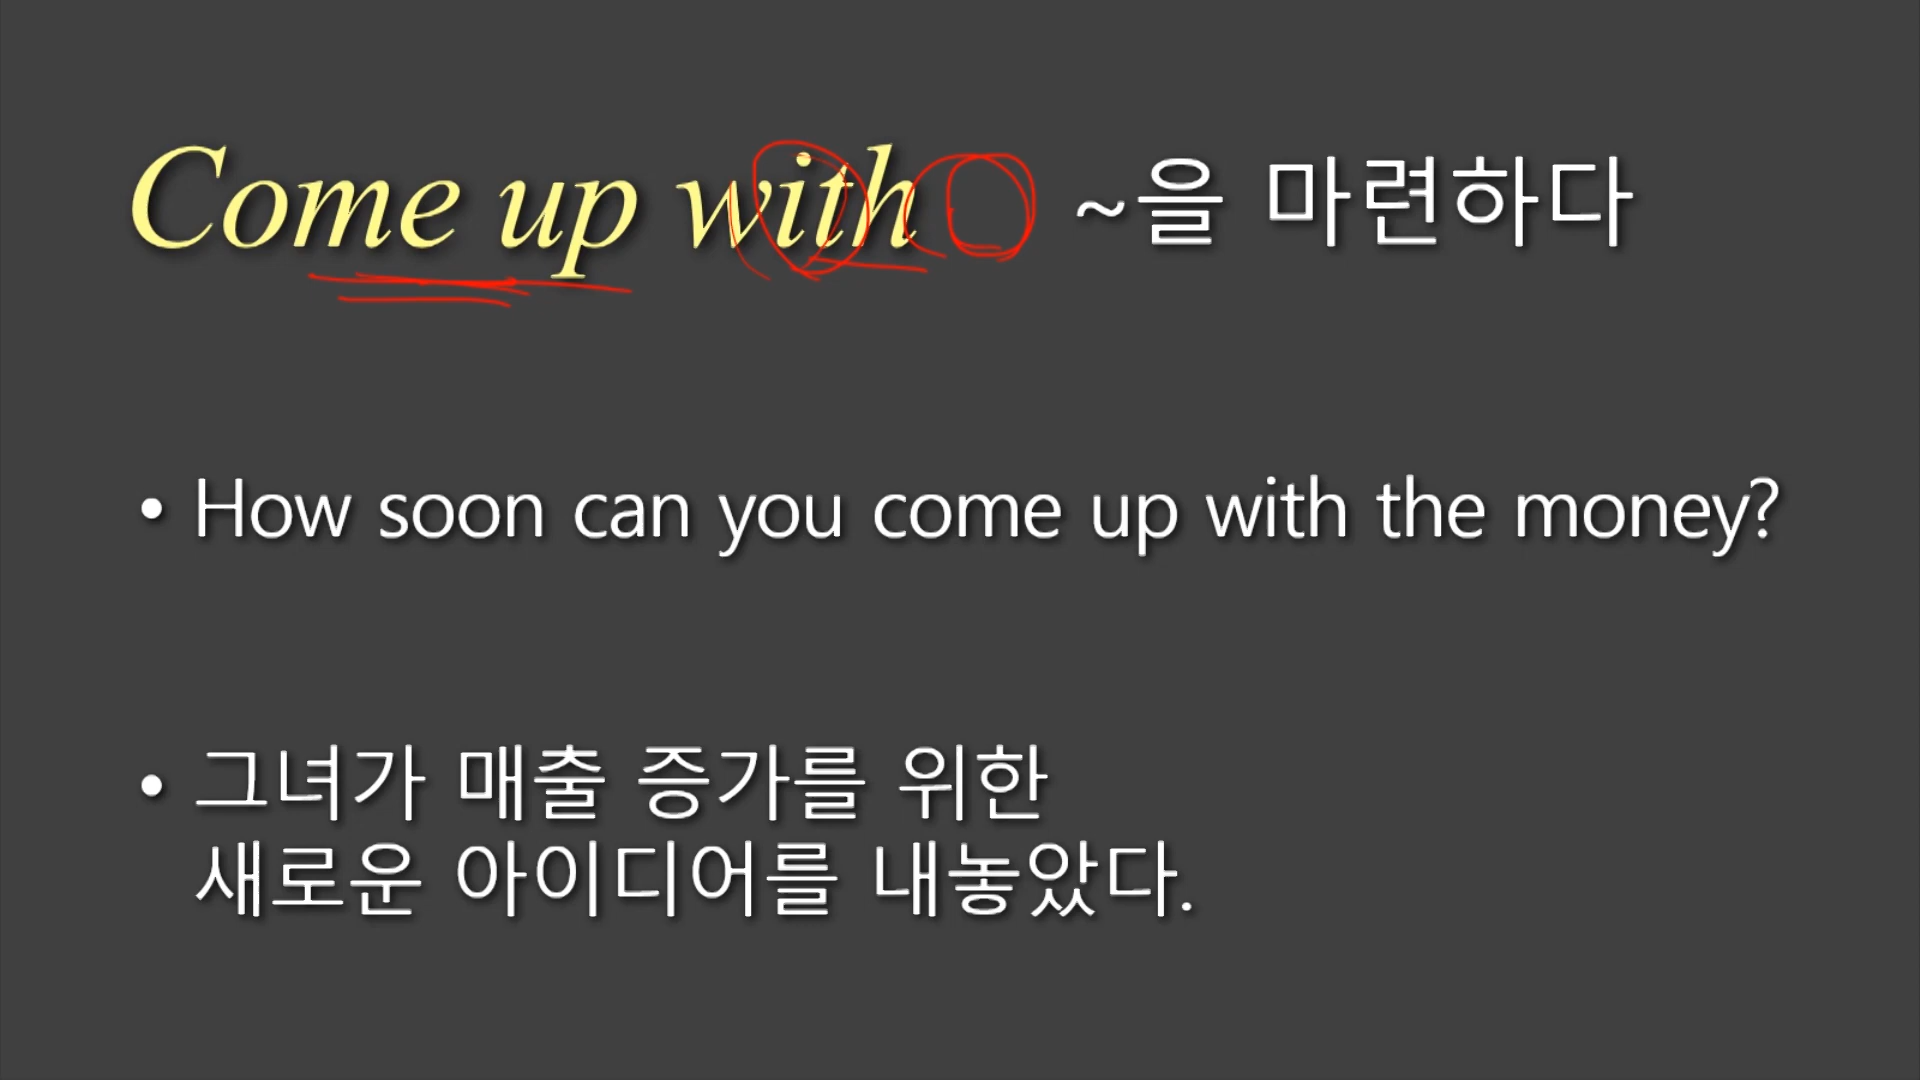 Come up with ~을 마련하다
• How soon can you come up with the money?
• 그녀가 매출 증가를 위한
새로운 아이디어를 내놓았다.